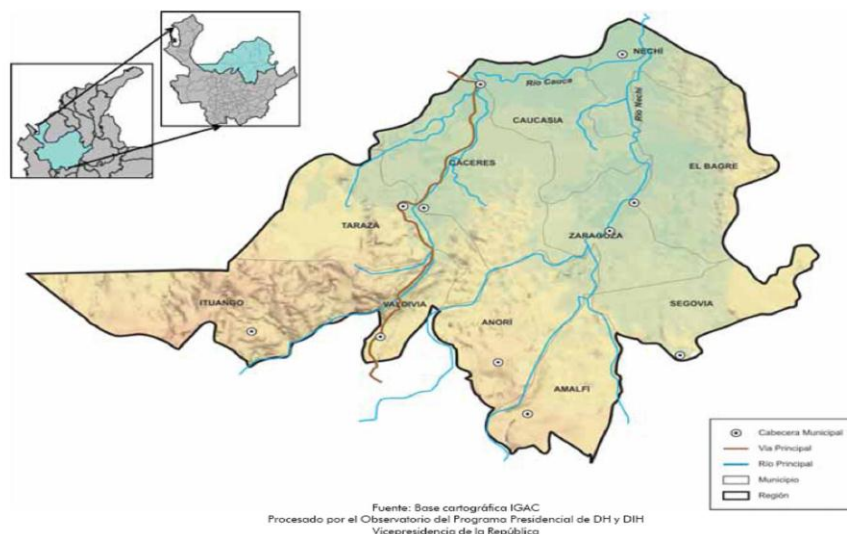 NECHÍ
Río Cauca
Río Nechí
CAUCASIA
CÁCERES
EL BAGRE
TARAZA
ZARAGOZA
ITUANGO
VALDIVIA
SEGOVIA
ANORÍ
AMALFI
Cabecera Municipal
Via Principal
Río Principal
Municipio
Región
Fuente: Base cartográfica IGAC
Procesado por el Observatorio del Programa Presidencial de DH y DIH
Vicepresidencia de la República